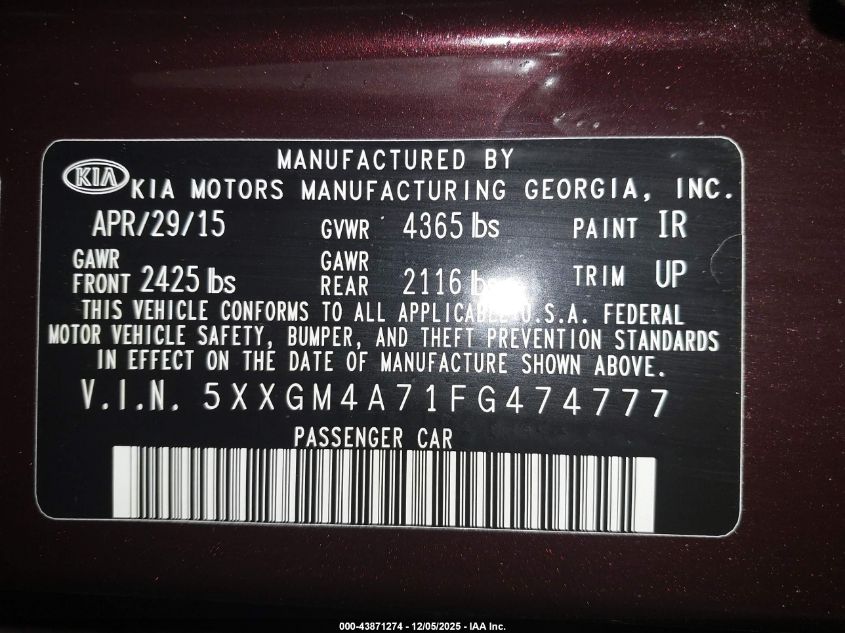 MANUFACTURED BY
KIA KIA MOTORS MANUFACTURING GEORGIA, INC.
APR/29/15 GVWR 4365 lbs PAINT IR
GAWR FRONT 2425 lbs GAWR REAR 2116 lbs TRIM UP
THIS VEHICLE CONFORMS TO ALL APPLICABLE U.S.A. FEDERAL
MOTOR VEHICLE SAFETY, BUMPER, AND THEFT PREVENTION STANDARDS
IN EFFECT ON THE DATE OF MANUFACTURE SHOWN ABOVE.
V.I.N. 5XXGM4A71FG474777
PASSENGER CAR
000-43871274 - 12/05/2025 - IAA Inc.